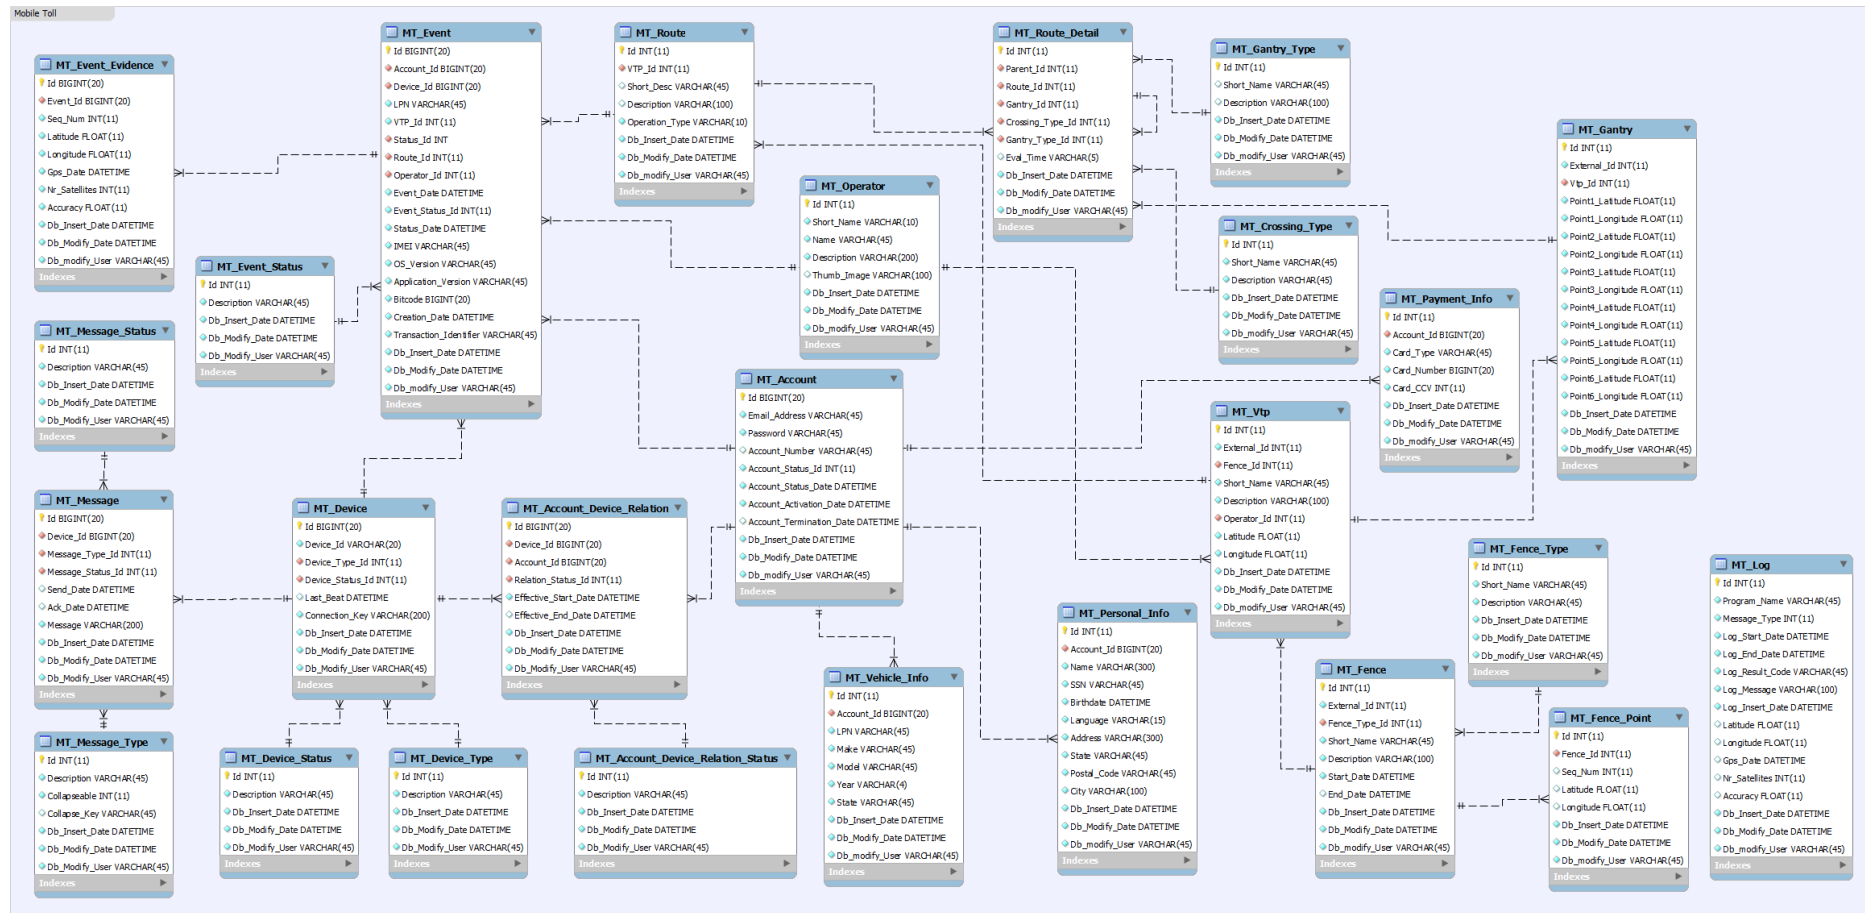 Mobile Toll
MT_Event_Evidence
Id BIGINT(20)
Event_Id BIGINT(20)
Seq_Num INT(11)
Latitude FLOAT(11)
Longitude FLOAT(11)
Gps_Date DATETIME
Nr_Satellites INT(11)
Accuracy FLOAT(11)
Db_Insert_Date DATETIME
Db_Modify_Date DATETIME
Db_modify_User VARCHAR(45)
Indexes
MT_Event_Status
Id INT(11)
Description VARCHAR(45)
Db_Insert_Date DATETIME
Db_Modify_Date DATETIME
Db_Modify_User VARCHAR(45)
Indexes
MT_Message_Status
Id INT(11)
Description VARCHAR(45)
Db_Insert_Date DATETIME
Db_Modify_Date DATETIME
Db_Modify_User VARCHAR(45)
Indexes
MT_Message
Id BIGINT(20)
Device_Id BIGINT(20)
Message_Type_Id INT(11)
Message_Status_Id INT(11)
Send_Date DATETIME
Ack_Date DATETIME
Message VARCHAR(200)
Db_Insert_Date DATETIME
Db_Modify_Date DATETIME
Db_Modify_User VARCHAR(45)
Indexes
MT_Message_Type
Id INT(11)
Description VARCHAR(45)
Collapseable INT(11)
Collapse_Key VARCHAR(45)
Db_Insert_Date DATETIME
Db_Modify_Date DATETIME
Db_Modify_User VARCHAR(45)
Indexes
MT_Event
Id BIGINT(20)
Account_Id BIGINT(20)
Device_Id BIGINT(20)
LPN VARCHAR(45)
VTP_Id INT(11)
Status_Id INT
Route_Id INT(11)
Operator_Id INT(11)
Event_Date DATETIME
Event_Status_Id INT(11)
Status_Date DATETIME
IMEI VARCHAR(45)
OS_Version VARCHAR(45)
Application_Version VARCHAR(45)
Bitcode BIGINT(20)
Creation_Date DATETIME
Transaction_Identifier VARCHAR(45)
Db_Insert_Date DATETIME
Db_Modify_Date DATETIME
Db_modify_User VARCHAR(45)
Indexes
MT_Device
Id BIGINT(20)
Device_Id VARCHAR(20)
Device_Type_Id INT(11)
Device_Status_Id INT(11)
Last_Beat DATETIME
Connection_Key VARCHAR(200)
Db_Insert_Date DATETIME
Db_Modify_Date DATETIME
Db_Modify_User VARCHAR(45)
Indexes
MT_Device_Status
Id INT(11)
Description VARCHAR(45)
Db_Insert_Date DATETIME
Db_Modify_Date DATETIME
Db_Modify_User VARCHAR(45)
Indexes
MT_Device_Type
Id INT(11)
Description VARCHAR(45)
Db_Insert_Date DATETIME
Db_Modify_Date DATETIME
Db_Modify_User VARCHAR(45)
Indexes
MT_Account_Device_Relation
Id BIGINT(20)
Device_Id BIGINT(20)
Account_Id BIGINT(20)
Relation_Status_Id INT(11)
Effective_Start_Date DATETIME
Effective_End_Date DATETIME
Db_Insert_Date DATETIME
Db_Modify_Date DATETIME
Db_Modify_User VARCHAR(45)
Indexes
MT_Account_Device_Relation_Status
Id INT(11)
Description VARCHAR(45)
Db_Insert_Date DATETIME
Db_Modify_Date DATETIME
Db_Modify_User VARCHAR(45)
Indexes
MT_Route
Id INT(11)
VTP_Id INT(11)
Short_Desc VARCHAR(45)
Description VARCHAR(100)
Operation_Type VARCHAR(10)
Db_Insert_Date DATETIME
Db_Modify_Date DATETIME
Db_modify_User VARCHAR(45)
Indexes
MT_Operator
Id INT(11)
Short_Name VARCHAR(10)
Name VARCHAR(45)
Description VARCHAR(200)
Thumb_Image VARCHAR(100)
Db_Insert_Date DATETIME
Db_Modify_Date DATETIME
Db_modify_User VARCHAR(45)
Indexes
MT_Account
Id BIGINT(20)
Email_Address VARCHAR(45)
Password VARCHAR(45)
Account_Number VARCHAR(45)
Account_Status_Id INT(11)
Account_Status_Date DATETIME
Account_Activation_Date DATETIME
Account_Termination_Date DATETIME
Db_Insert_Date DATETIME
Db_Modify_Date DATETIME
Db_modify_User VARCHAR(45)
Indexes
MT_Vehicle_Info
Id INT(11)
Account_Id BIGINT(20)
LPN VARCHAR(45)
Make VARCHAR(45)
Model VARCHAR(45)
Year VARCHAR(4)
State VARCHAR(45)
Db_Insert_Date DATETIME
Db_Modify_Date DATETIME
Db_modify_User VARCHAR(45)
Indexes
MT_Route_Detail
Id INT(11)
Parent_Id INT(11)
Route_Id INT(11)
Gantry_Id INT(11)
Crossing_Type_Id INT(11)
Gantry_Type_Id INT(11)
Eval_Time VARCHAR(5)
Db_Insert_Date DATETIME
Db_Modify_Date DATETIME
Db_modify_User VARCHAR(45)
Indexes
MT_Personal_Info
Id INT(11)
Account_Id BIGINT(20)
Name VARCHAR(300)
SSN VARCHAR(45)
Birthdate DATETIME
Language VARCHAR(15)
Address VARCHAR(300)
State VARCHAR(45)
Postal_Code VARCHAR(45)
City VARCHAR(100)
Db_Insert_Date DATETIME
Db_Modify_Date DATETIME
Db_modify_User VARCHAR(45)
Indexes
MT_Gantry_Type
Id INT(11)
Short_Name VARCHAR(45)
Description VARCHAR(100)
Db_Insert_Date DATETIME
Db_Modify_Date DATETIME
Db_modify_User VARCHAR(45)
Indexes
MT_Crossing_Type
Id INT(11)
Short_Name VARCHAR(45)
Description VARCHAR(45)
Db_Insert_Date DATETIME
Db_Modify_Date DATETIME
Db_modify_User VARCHAR(45)
Indexes
MT_Payment_Info
Id INT(11)
Account_Id BIGINT(20)
Card_Type VARCHAR(45)
Card_Number BIGINT(20)
Card_CCV INT(11)
Db_Insert_Date DATETIME
Db_Modify_Date DATETIME
Db_modify_User VARCHAR(45)
Indexes
MT_Vtp
Id INT(11)
External_Id INT(11)
Fence_Id INT(11)
Short_Name VARCHAR(45)
Description VARCHAR(100)
Operator_Id INT(11)
Latitude FLOAT(11)
Longitude FLOAT(11)
Db_Insert_Date DATETIME
Db_Modify_Date DATETIME
Db_modify_User VARCHAR(45)
Indexes
MT_Gantry
Id INT(11)
External_Id INT(11)
Vtp_Id INT(11)
Point1_Latitude FLOAT(11)
Point1_Longitude FLOAT(11)
Point2_Latitude FLOAT(11)
Point2_Longitude FLOAT(11)
Point3_Latitude FLOAT(11)
Point3_Longitude FLOAT(11)
Point4_Latitude FLOAT(11)
Point4_Longitude FLOAT(11)
Point5_Latitude FLOAT(11)
Point5_Longitude FLOAT(11)
Point6_Latitude FLOAT(11)
Point6_Longitude FLOAT(11)
Db_Insert_Date DATETIME
Db_Modify_Date DATETIME
Db_modify_User VARCHAR(45)
Indexes
MT_Fence_Type
Id INT(11)
Short_Name VARCHAR(45)
Description VARCHAR(45)
Db_Insert_Date DATETIME
Db_Modify_Date DATETIME
Db_modify_User VARCHAR(45)
Indexes
MT_Fence
Id INT(11)
External_Id INT(11)
Fence_Type_Id INT(11)
Short_Name VARCHAR(45)
Description VARCHAR(100)
Start_Date DATETIME
End_Date DATETIME
Db_Insert_Date DATETIME
Db_Modify_Date DATETIME
Db_modify_User VARCHAR(45)
Indexes
MT_Fence_Point
Id INT(11)
Fence_Id INT(11)
Seq_Num INT(11)
Latitude FLOAT(11)
Longitude FLOAT(11)
Db_Insert_Date DATETIME
Db_Modify_Date DATETIME
Db_modify_User VARCHAR(45)
Indexes
MT_Log
Id INT(11)
Program_Name VARCHAR(45)
Message_Type INT(11)
Log_Start_Date DATETIME
Log_End_Date DATETIME
Log_Result_Code VARCHAR(45)
Log_Message VARCHAR(100)
Log_Insert_Date DATETIME
Latitude FLOAT(11)
Longitude FLOAT(11)
Gps_Date DATETIME
Nr_Satellites INT(11)
Accuracy FLOAT(11)
Db_Insert_Date DATETIME
Db_Modify_Date DATETIME
Db_Modify_User VARCHAR(45)
Indexes